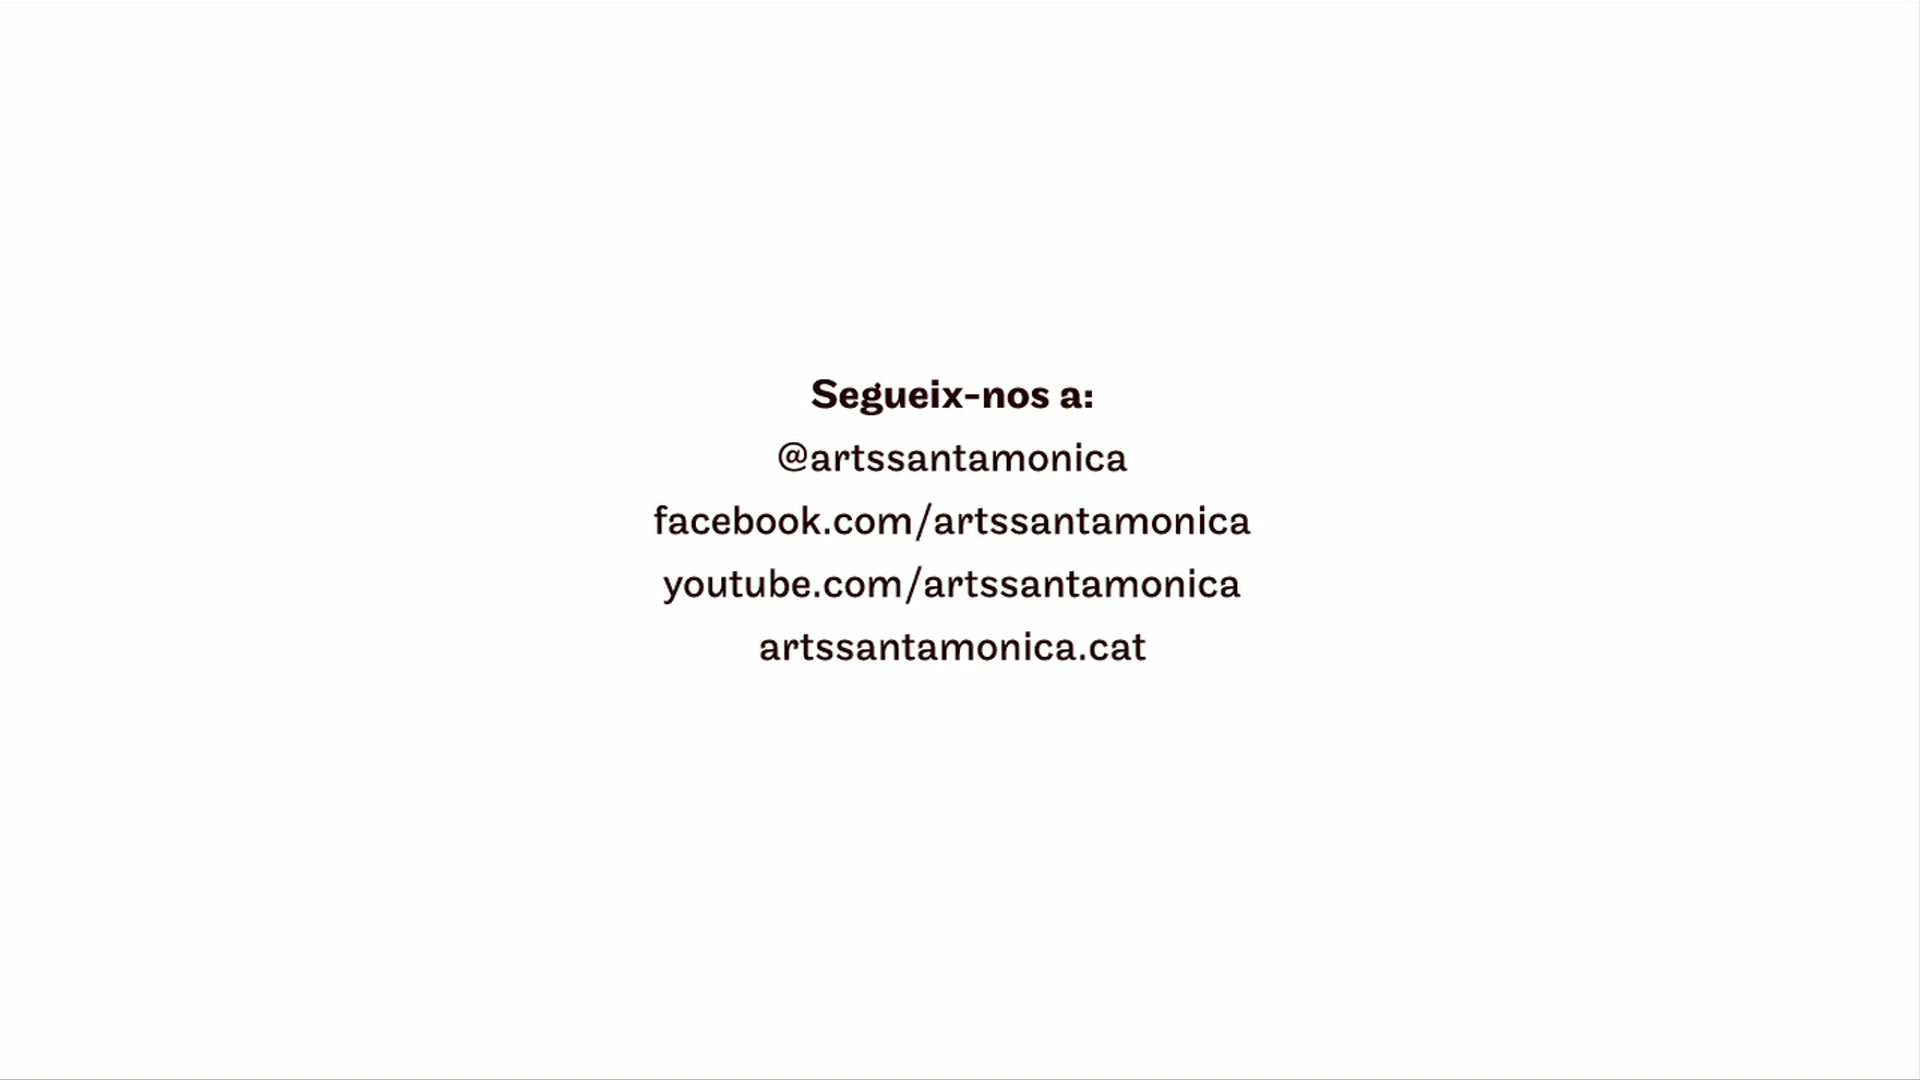 Segueix-nos a:
@artssantamonica
facebook.com/artssantamonica
youtube.com/artssantamonica
artssantamonica.cat